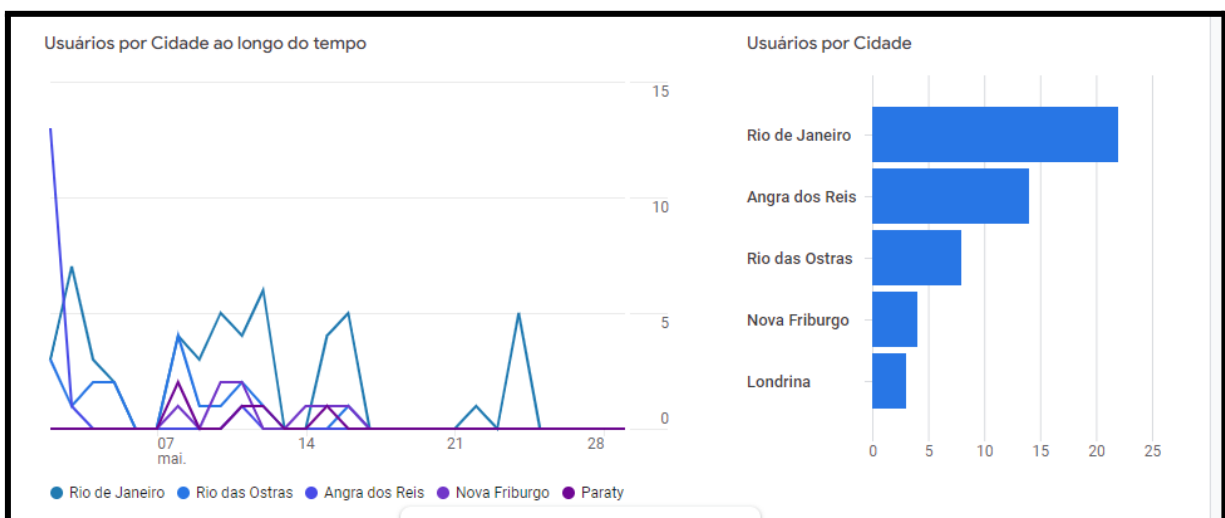 Usuários por Cidade ao longo do tempo
15
10
5
0
07
mai.
14
21
28
Rio de Janeiro Rio das Ostras Angra dos Reis Nova Friburgo Paraty
Usuários por Cidade
Rio de Janeiro
Angra dos Reis
Rio das Ostras
Nova Friburgo
Londrina
0 5 10 15 20 25